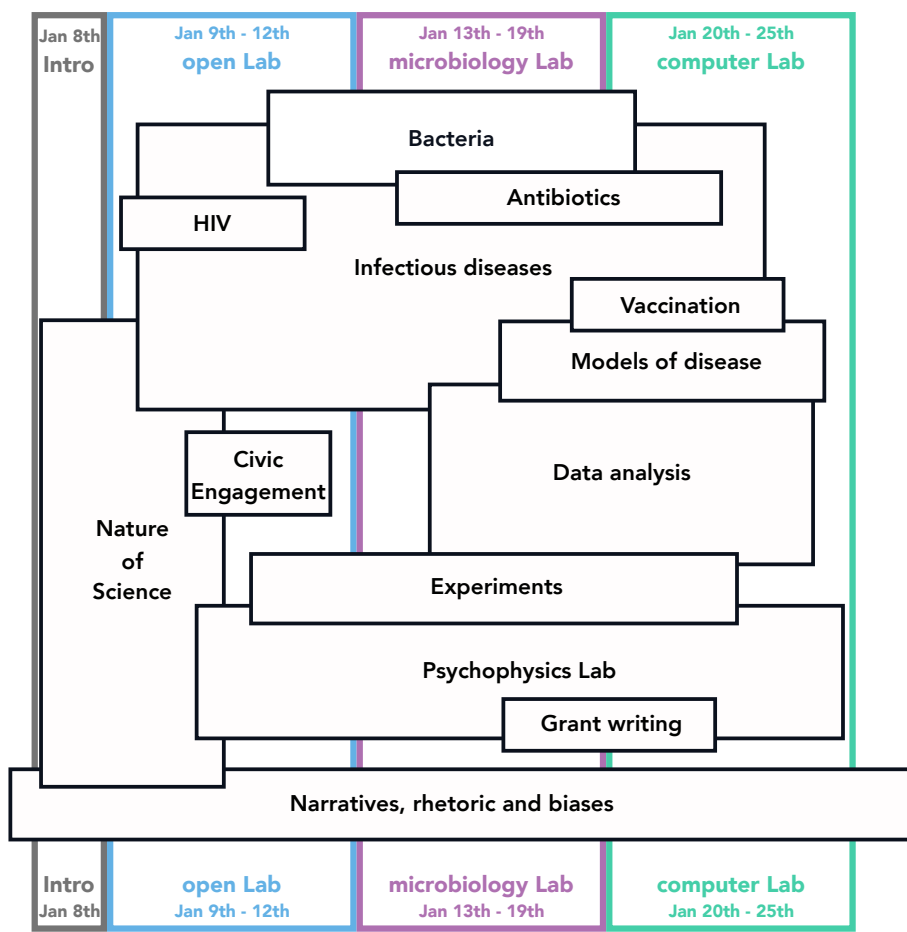 Jan 8th
Intro
Jan 9th - 12th
open Lab
Jan 13th - 19th
microbiology Lab
Jan 20th - 25th
computer Lab
Bacteria
Antibiotics
HIV
Infectious diseases
Vaccination
Models of disease
Civic
Engagement
Data analysis
Nature
of
Science
Experiments
Psychophysics Lab
Grant writing
Narratives, rhetoric and biases
Intro
Jan 8th
open Lab
Jan 9th - 12th
microbiology Lab
Jan 13th - 19th
computer Lab
Jan 20th - 25th